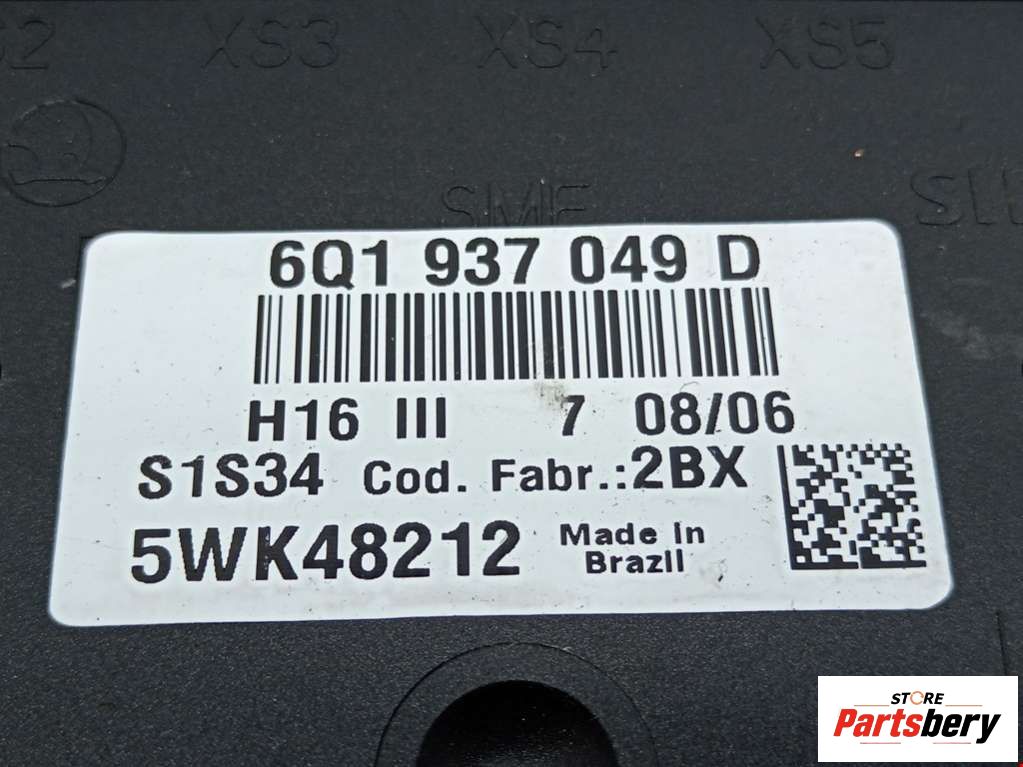 XS3 XS4 XS5
SMF
6Q1 937 049 D
H16 III 7 08/06
S1S34 Cod. Fabr.:2BX
5WK48212 Made in
Brazil
STORE
Partsbery